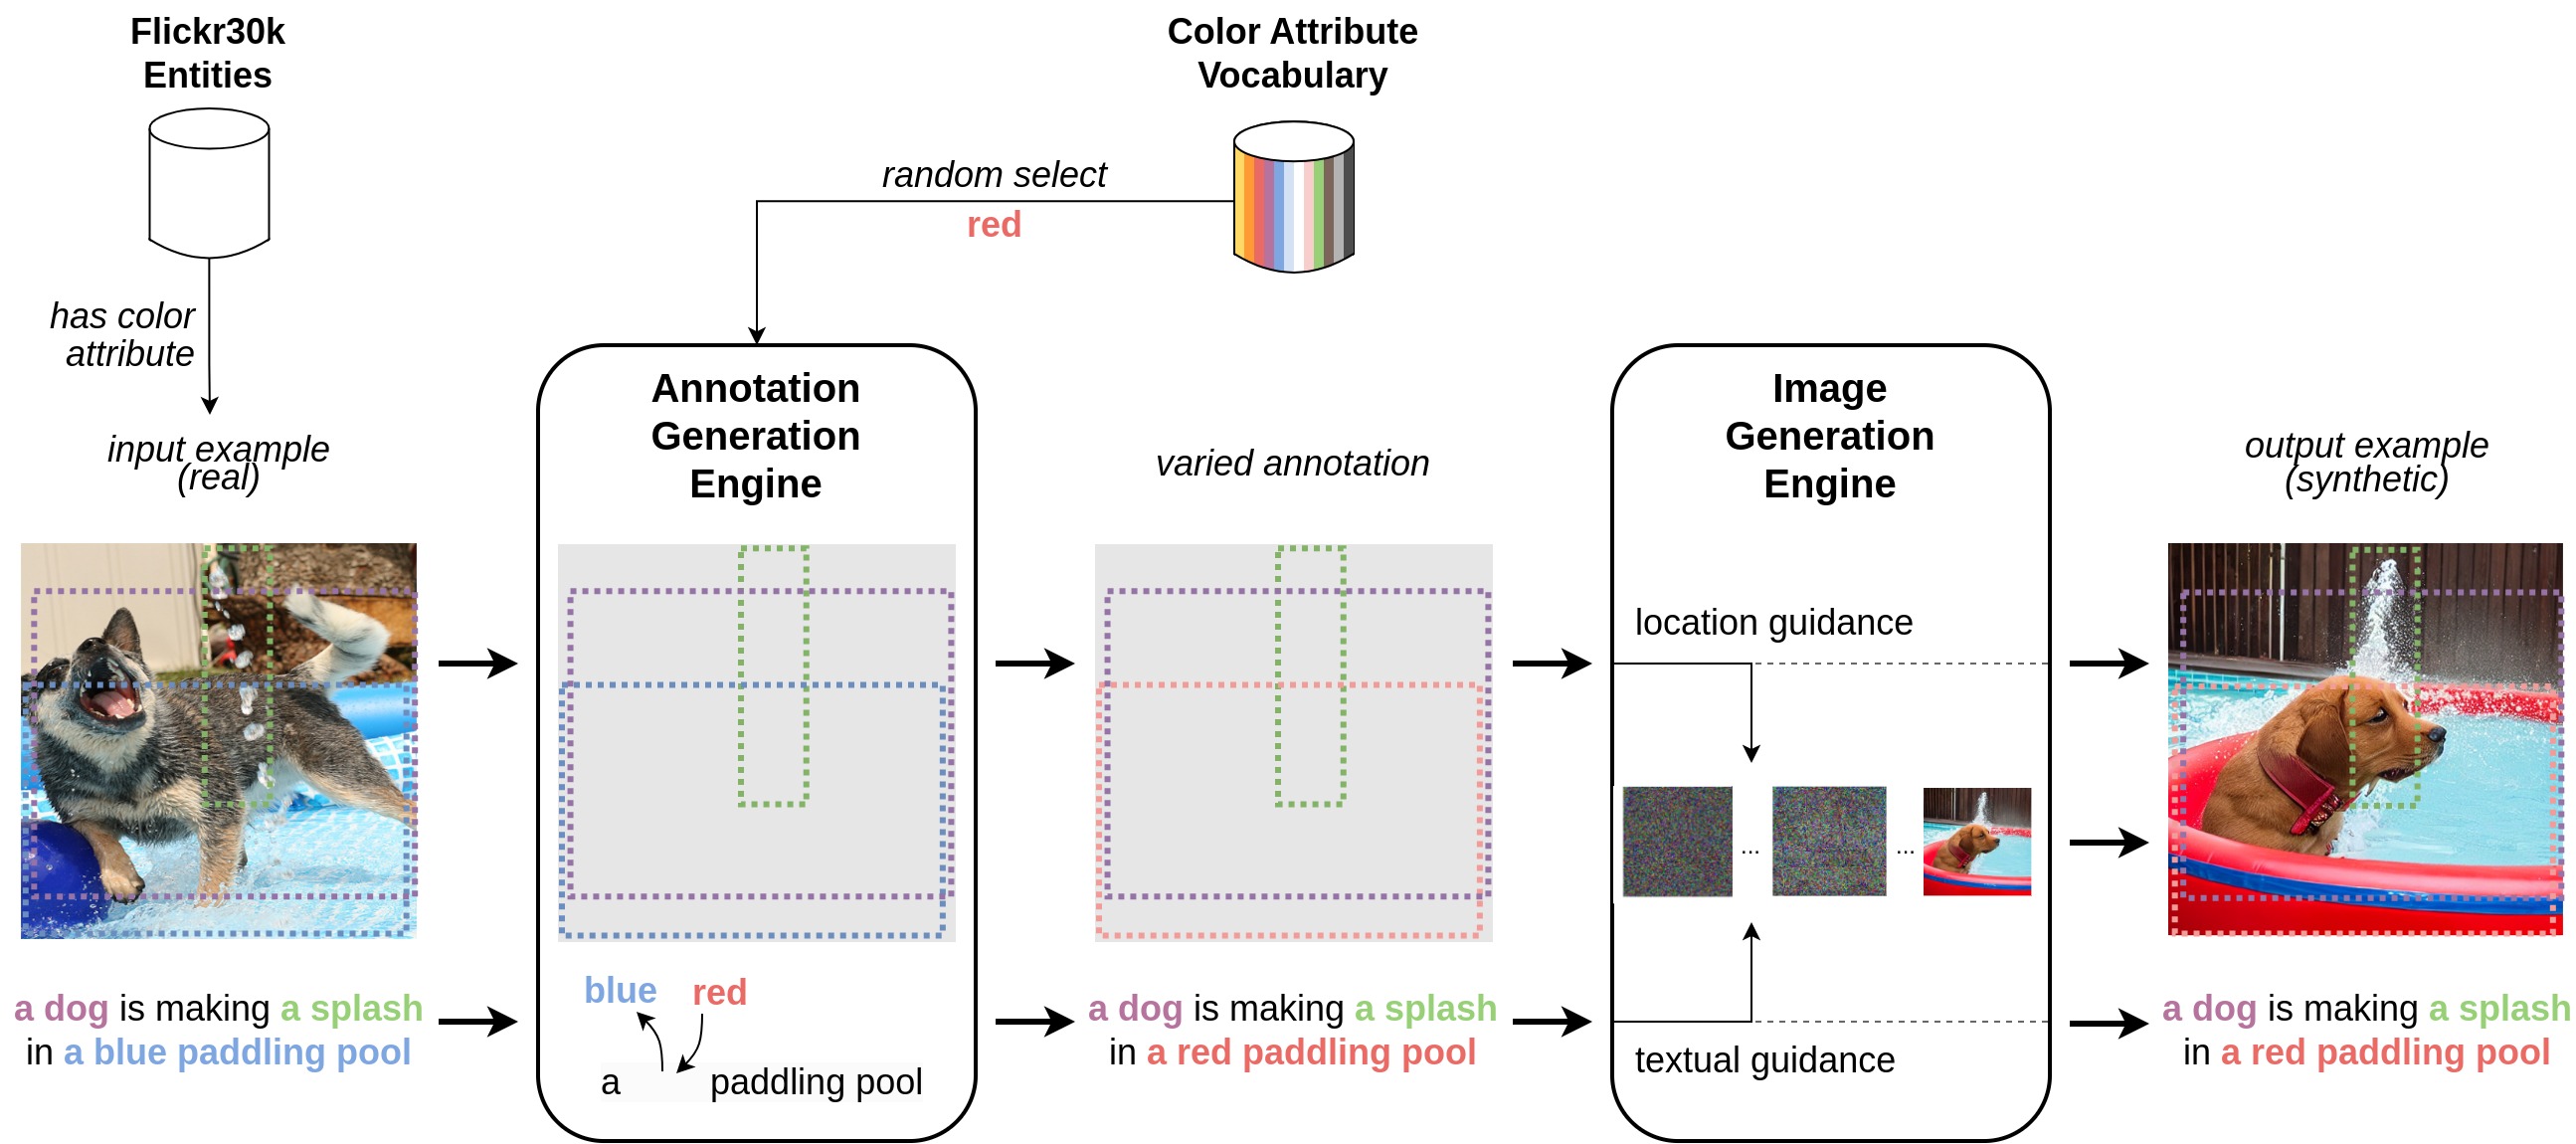 Flickr30k
Entities
Color Attribute
Vocabulary
random select
red
has color
attribute
input example
(real)
Annotation
Generation
Engine
varied annotation
Image
Generation
Engine
output example
(synthetic)
location guidance
...
...
a dog is making a splash
in a blue paddling pool
blue
red
a paddling pool
a dog is making a splash
in a red paddling pool
textual guidance
a dog is making a splash
in a red paddling pool